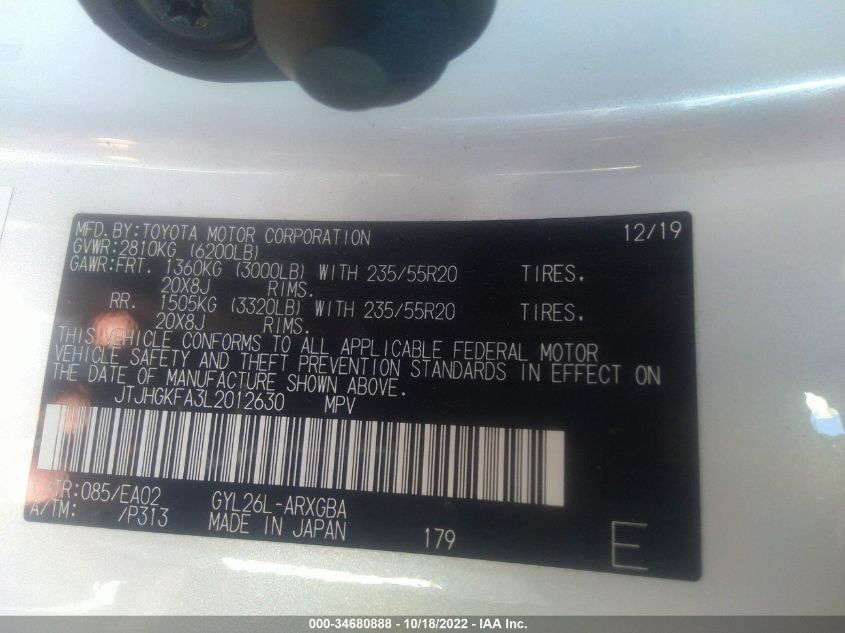 MFD.BY:TOYOTA MOTOR CORPORATION 12/19
GVWR:2810KG (6200LB)
GAWR:FRT. 1360KG (3000LB) WITH 235/55R20 TIRES.
20X8J RIMS.
RR. 1505KG (3320LB) WITH 235/55R20 TIRES.
20X8J RIMS.
THIS VEHICLE CONFORMS TO ALL APPLICABLE FEDERAL MOTOR
VEHICLE SAFETY AND THEFT PREVENTION STANDARDS IN EFFECT ON
THE DATE OF MANUFACTURE SHOWN ABOVE.
JTJHGKFA3L2012630 MPV
TR:085/EA02 GYL26L-ARXGBA
A/TM: /P313 MADE IN JAPAN 179 E
000-34680888 - 10/18/2022 - IAA Inc.